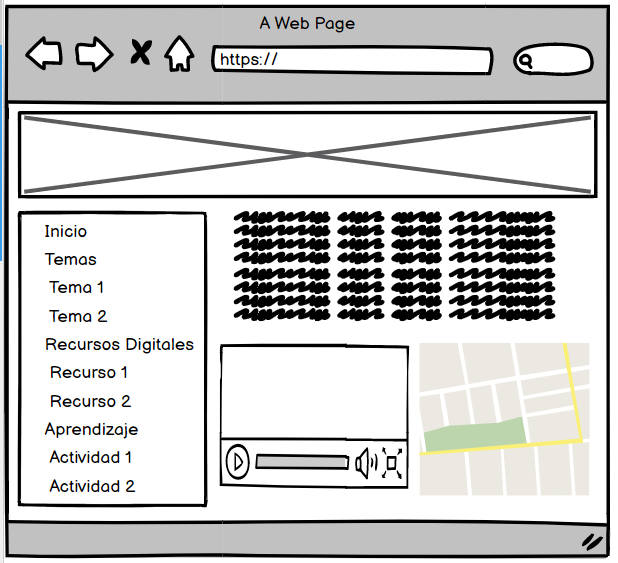 A Web Page
https://
Inicio
Temas
Tema 1
Tema 2
Recursos Digitales
Recurso 1
Recurso 2
Aprendizaje
Actividad 1
Actividad 2